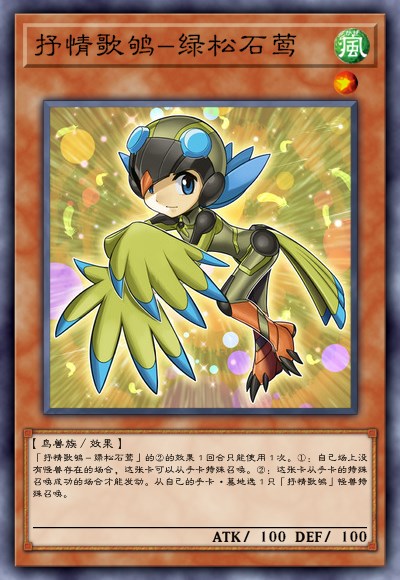 抒情歌鸲-绿松石莺
風
【鸟兽族/效果】
「抒情歌鸲-绿松石莺」的②的效果1回合只能使用1次。①:自己场上没
有怪兽存在的场合,这张卡可以从手卡特殊召唤。②:这张卡从手卡的特殊
召唤成功的场合才能发动。从自己的手卡・墓地选1只「抒情歌鸲」怪兽特
殊召唤。
ATK/ 100 DEF/ 100